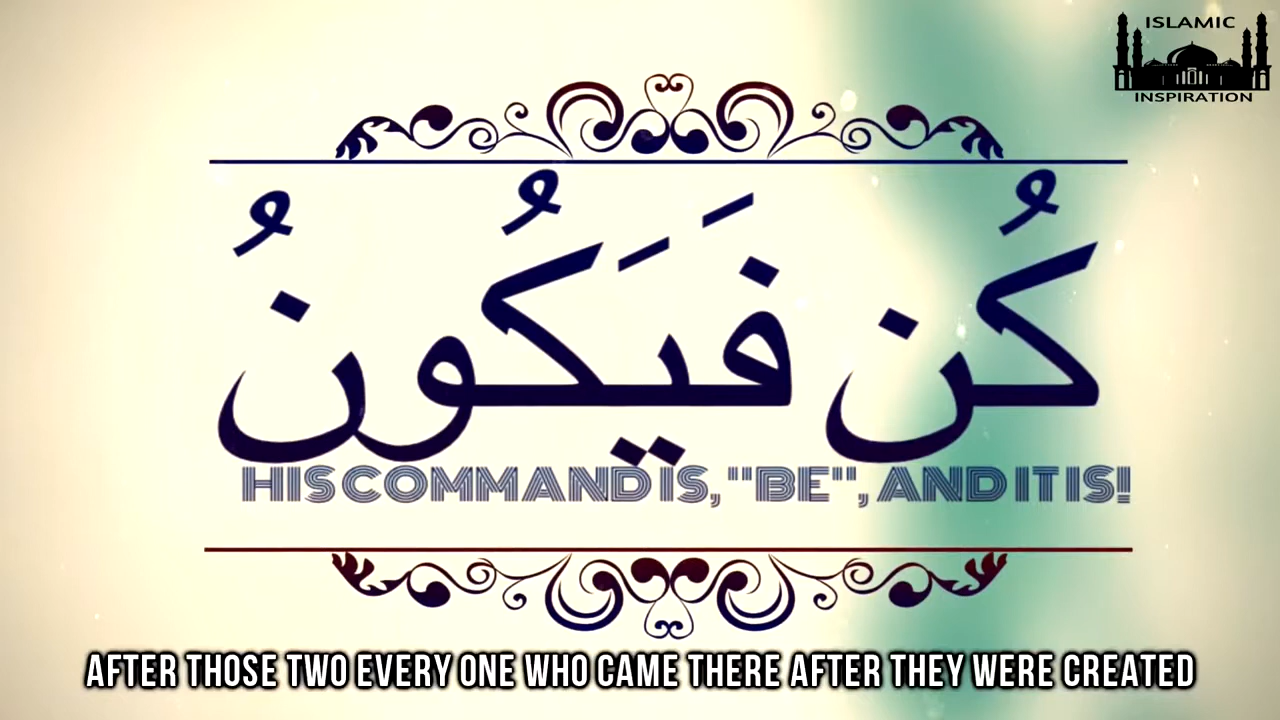 ISLAMIC
INSPIRATION
كُن فَيَكُونُ
HIS COMMAND IS, "BE", AND IT IS!
AFTER THOSE TWO EVERY ONE WHO CAME THERE AFTER THEY WERE CREATED